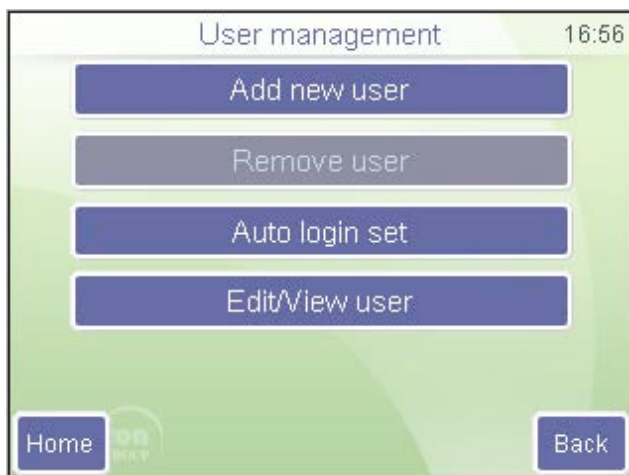 User management 16:56
Add new user
Remove user
Auto login set
Edit/View user
Home
Back